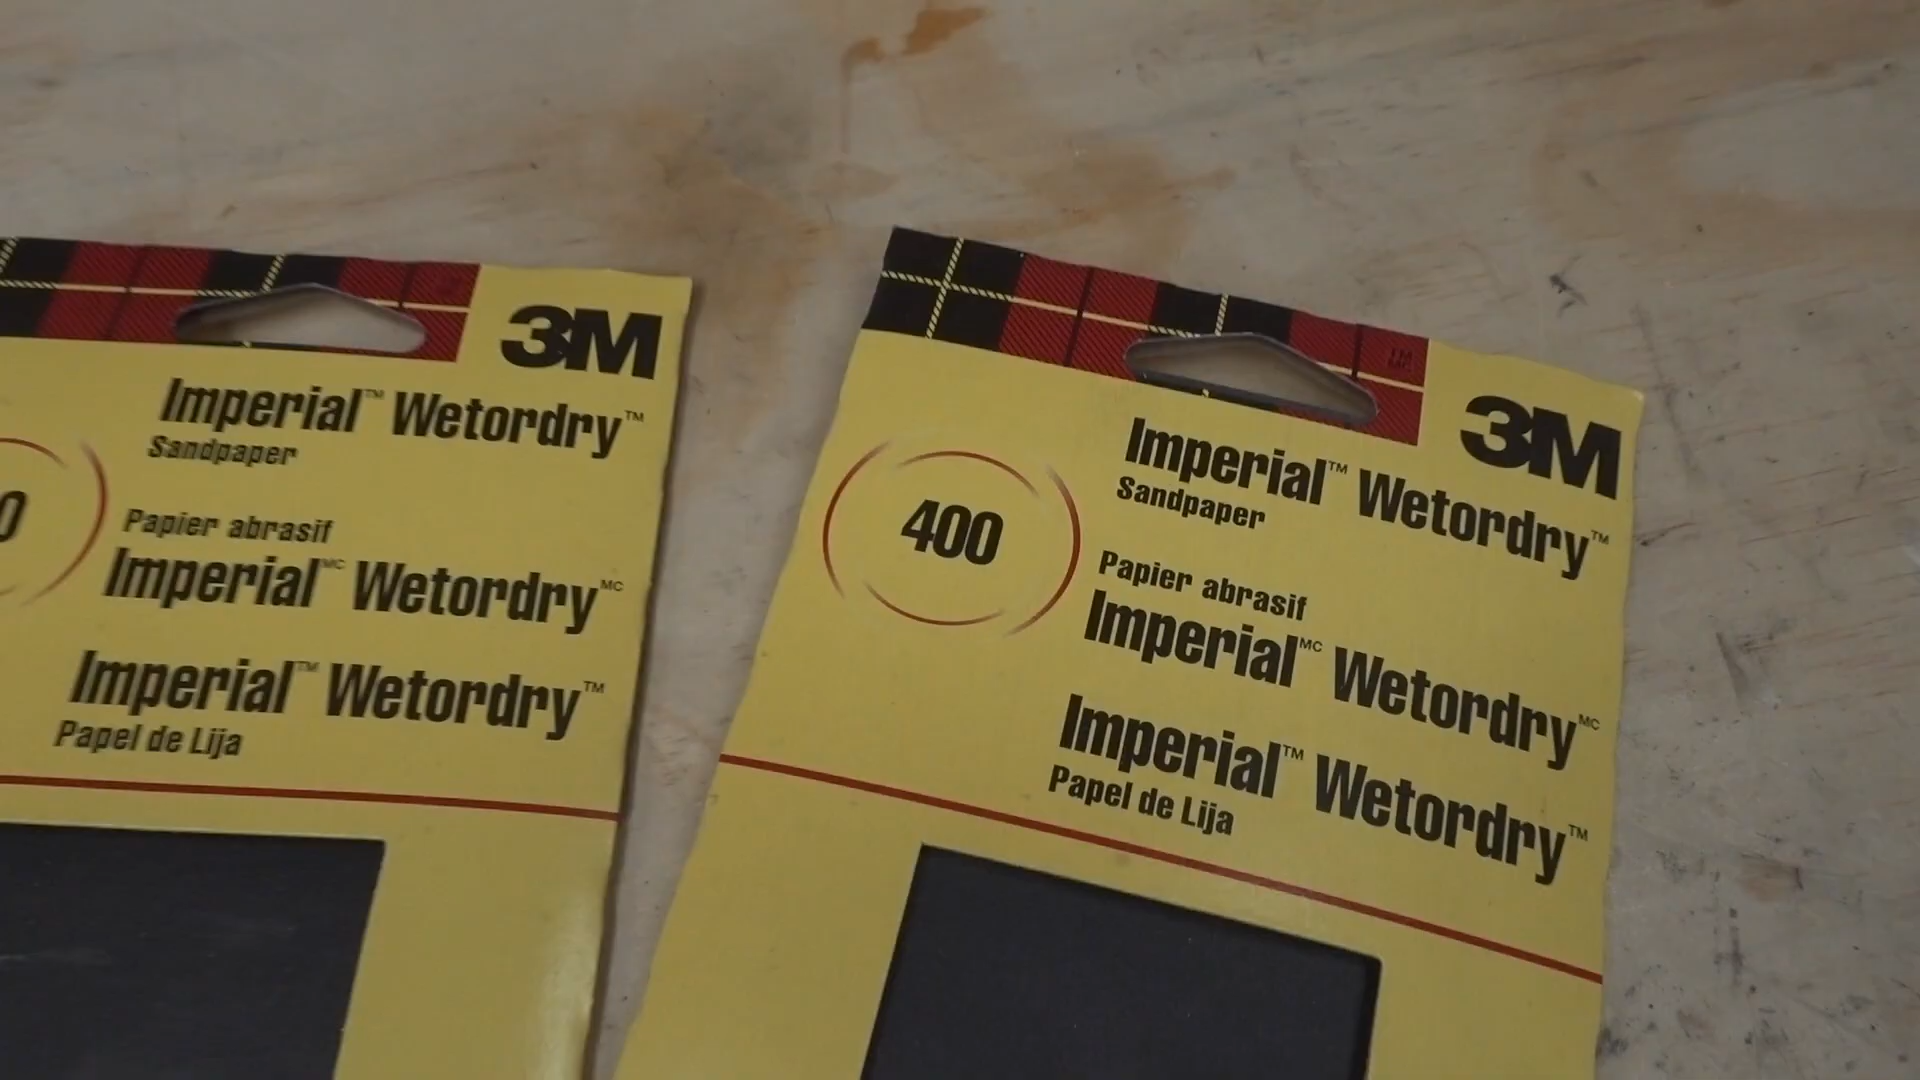 3M
Imperial™ Wetordry™
Sandpaper
Papier abrasif
Imperial MC Wetordry MC
Imperial™ Wetordry™
Papel de Lija
3M
Imperial™ Wetordry™
Sandpaper
400
Papier abrasif
Imperial MC Wetordry MC
Imperial™ Wetordry™
Papel de Lija